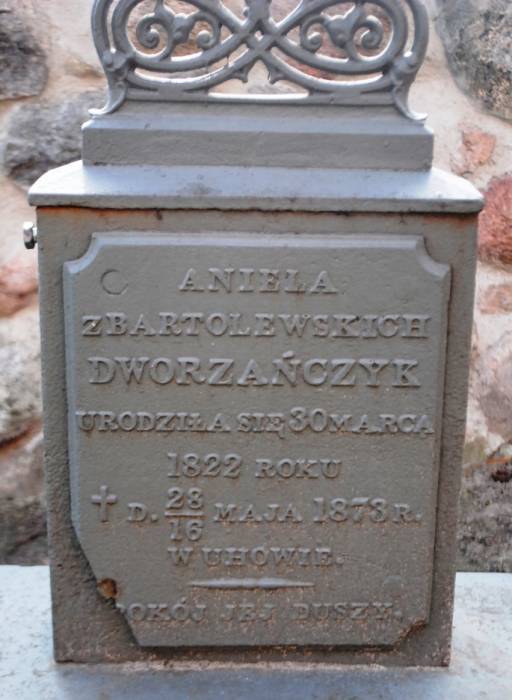 ANIELA
ZBARTOLEWSKICH
DWORZAŃCZYK
URODZIŁA SIĘ 30 MARCA
1822 ROKU
† D. 28/16 MAJA 1873 R.
W UHOWIE.
POKÓJ JEJ DUSZY.